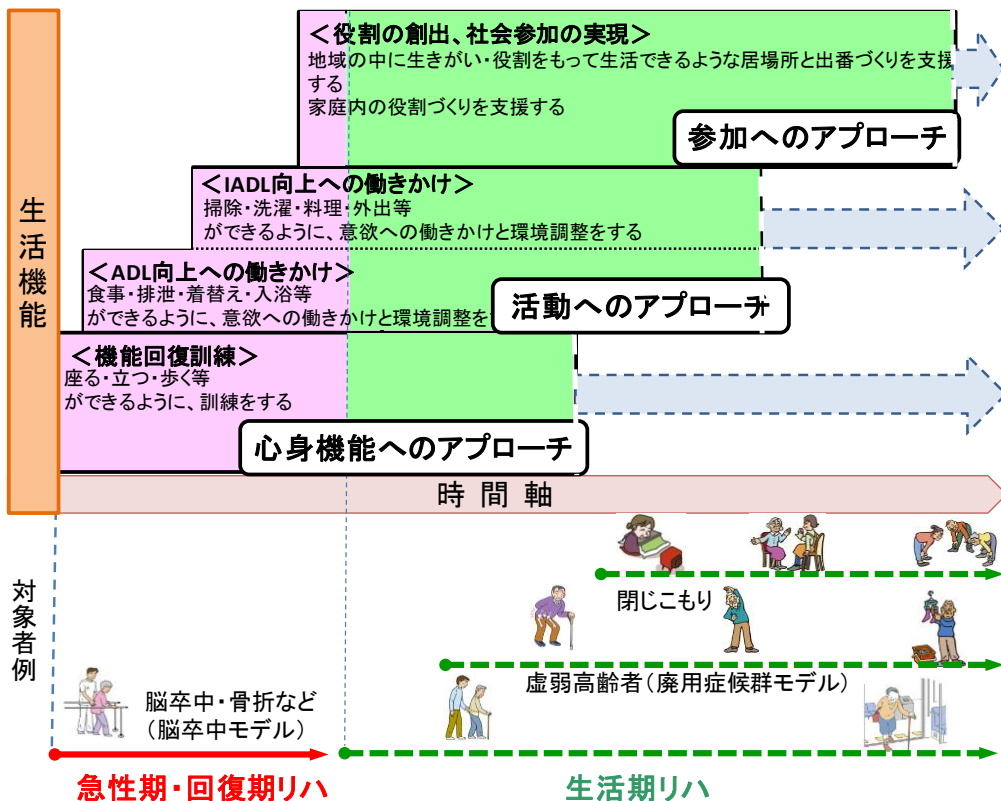 ＜役割の創出、社会参加の実現＞
地域の中に生きがい・役割をもって生活できるような居場所と出番づくりを支援
する
家庭内の役割づくりを支援する
参加へのアプローチ
＜IADL向上への働きかけ＞
掃除・洗濯・料理・外出等
ができるように、意欲への働きかけと環境調整をする
＜ADL向上への働きかけ＞
食事・排泄・着替え・入浴等
ができるように、意欲への働きかけと環境調整を
活動へのアプローチ
＜機能回復訓練＞
座る・立つ・歩く等
ができるように、訓練をする
心身機能へのアプローチ
生活機能
時間軸
対象者例
閉じこもり
虚弱高齢者（廃用症候群モデル）
脳卒中・骨折など
（脳卒中モデル）
急性期・回復期リハ
生活期リハ